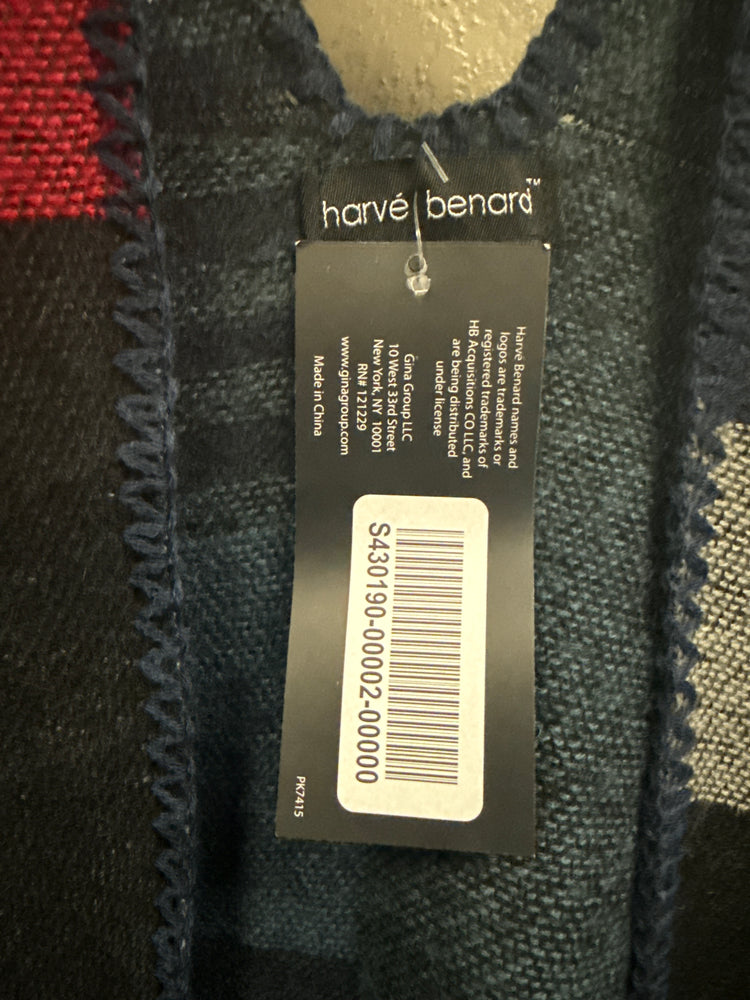 harvé benard™
Harvé Benard names and
logos are trademarks or
registered trademarks of
HB Acquisitions CO LLC, and
are being distributed
under license
Gina Group LLC
10 West 33rd Street
New York, NY 10001
RN# 121229
www.ginagroup.com
Made in China
S430190-00002-00000
PK7415